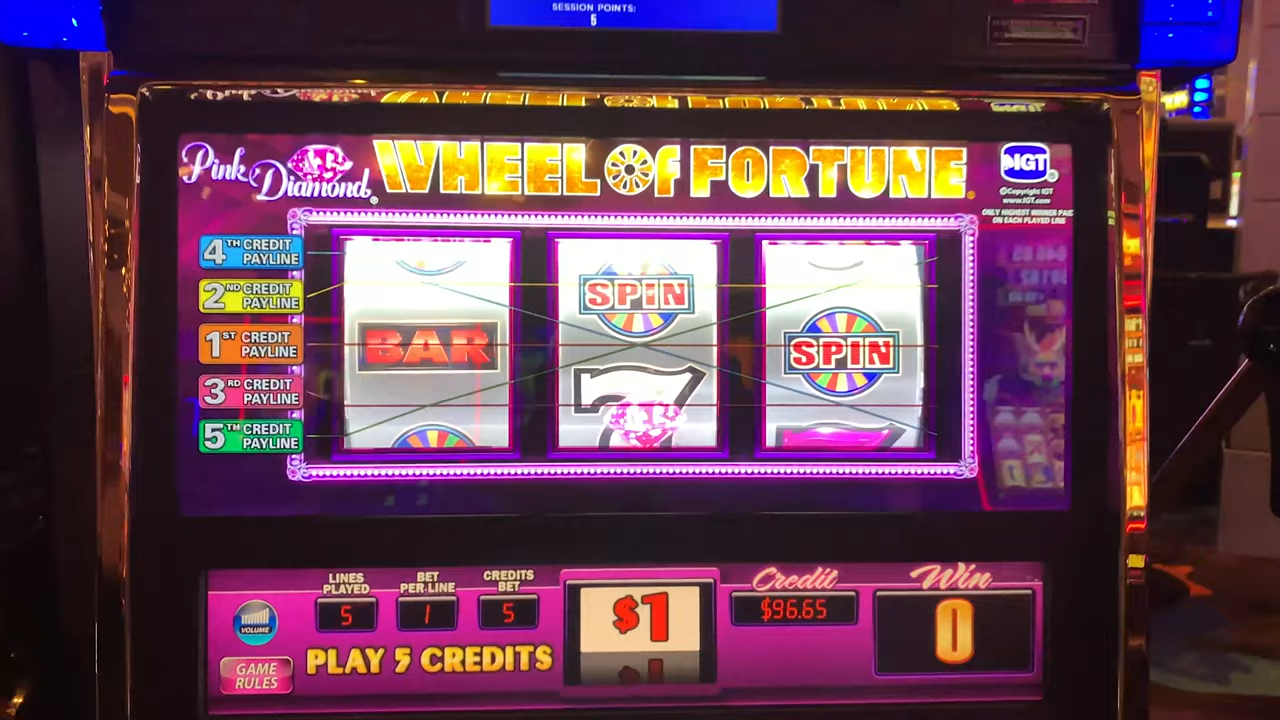 SESSION POINTS:
5
Pink Diamond®
WHEEL OF FORTUNE®
IGT®
©Copyright IGT
www.IGT.com
ONLY HIGHEST WINNER PAID
ON EACH PLAYED LINE
4TH CREDIT PAYLINE
2ND CREDIT PAYLINE
1ST CREDIT PAYLINE
3RD CREDIT PAYLINE
5TH CREDIT PAYLINE
BAR
SPIN
7
SPIN
LINES PLAYED
5
BET PER LINE
1
CREDITS BET
5
VOLUME
GAME RULES
PLAY 5 CREDITS
$1
$1
Credit
$96.65
Win
0